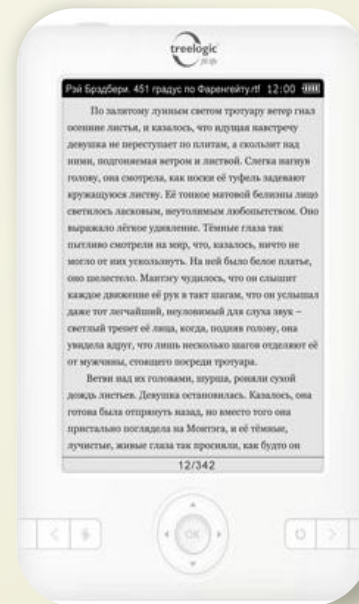 treelogic
Рэй Брэдбери. 451 градус по Фаренгейту.rtf 12:00
По залитому лунным светом тротуару ветер гнал
осенние листья, и казалось, что идущая навстречу
девушка не переступает по плитам, а скользит над
ними, подгоняемая ветром и листвой. Слегка нагнув
голову, она смотрела, как носки её туфель задевают
кружащуюся листву. Её тонкое матовой белизны лицо
светилось ласковым, неутолимым любопытством. Оно
выражало лёгкое удивление. Тёмные глаза так
пытливо смотрели на мир, что, казалось, ничто не
могло от них ускользнуть. На ней было белое платье,
оно шелестело. Монтэгу чудилось, что он слышит
каждое движение её рук в такт шагам, что он услышал
даже тот легчайший, неуловимый для слуха звук –
светлый трепет её лица, когда, подняв голову, она
увидела вдруг, что лишь несколько шагов отделяют её
от мужчины, стоящего посреди тротуара.
Ветви над их головами, шурша, роняли сухой
дождь листьев. Девушка остановилась. Казалось, она
готова была отпрянуть назад, но вместо того она
пристально поглядела на Монтэга, и её тёмные,
лучистые, живые глаза так просияли, как будто он
12/342
OK